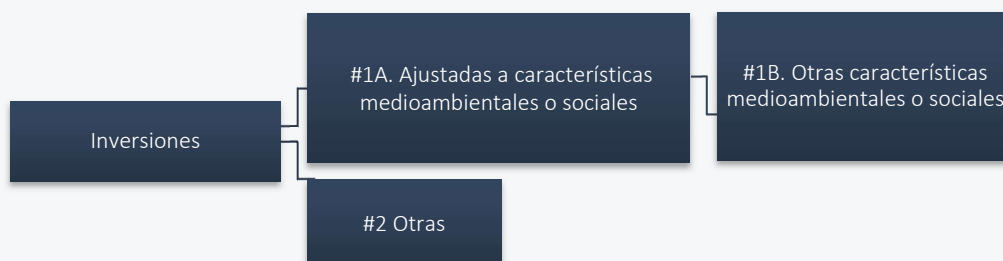 #1A. Ajustadas a características
medioambientales o sociales
#1B. Otras características
medioambientales o sociales
Inversiones
#2 Otras